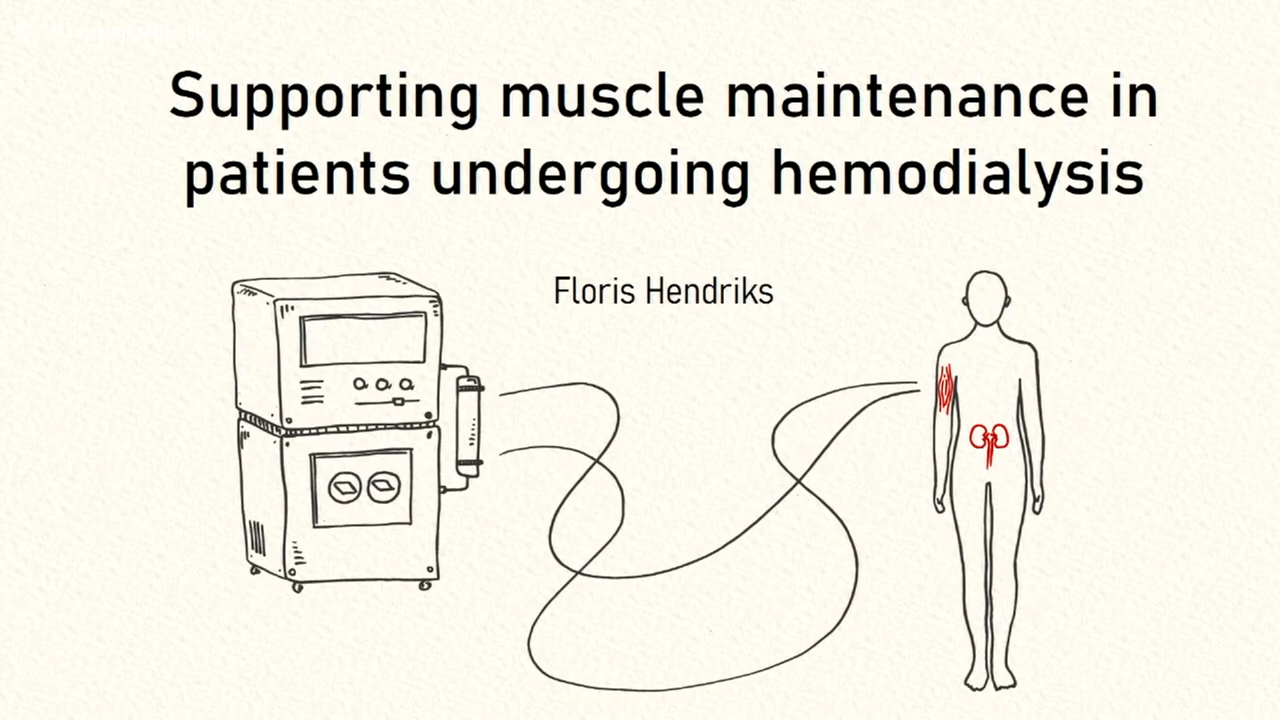 Supporting muscle maintenance in
patients undergoing hemodialysis
Floris Hendriks